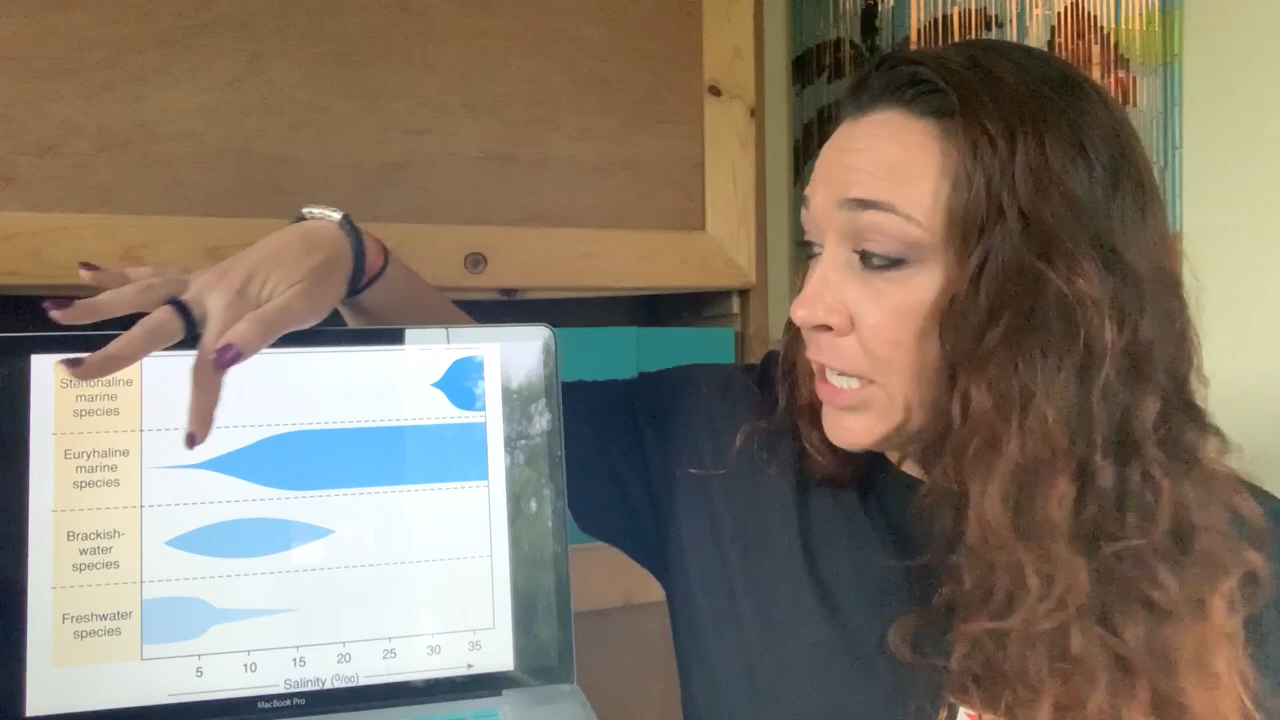 Stenohaline
marine
species
Euryhaline
marine
species
Brackish-
water
species
Freshwater
species
5 10 15 20 25 30 35
Salinity (0/00)
MacBook Pro